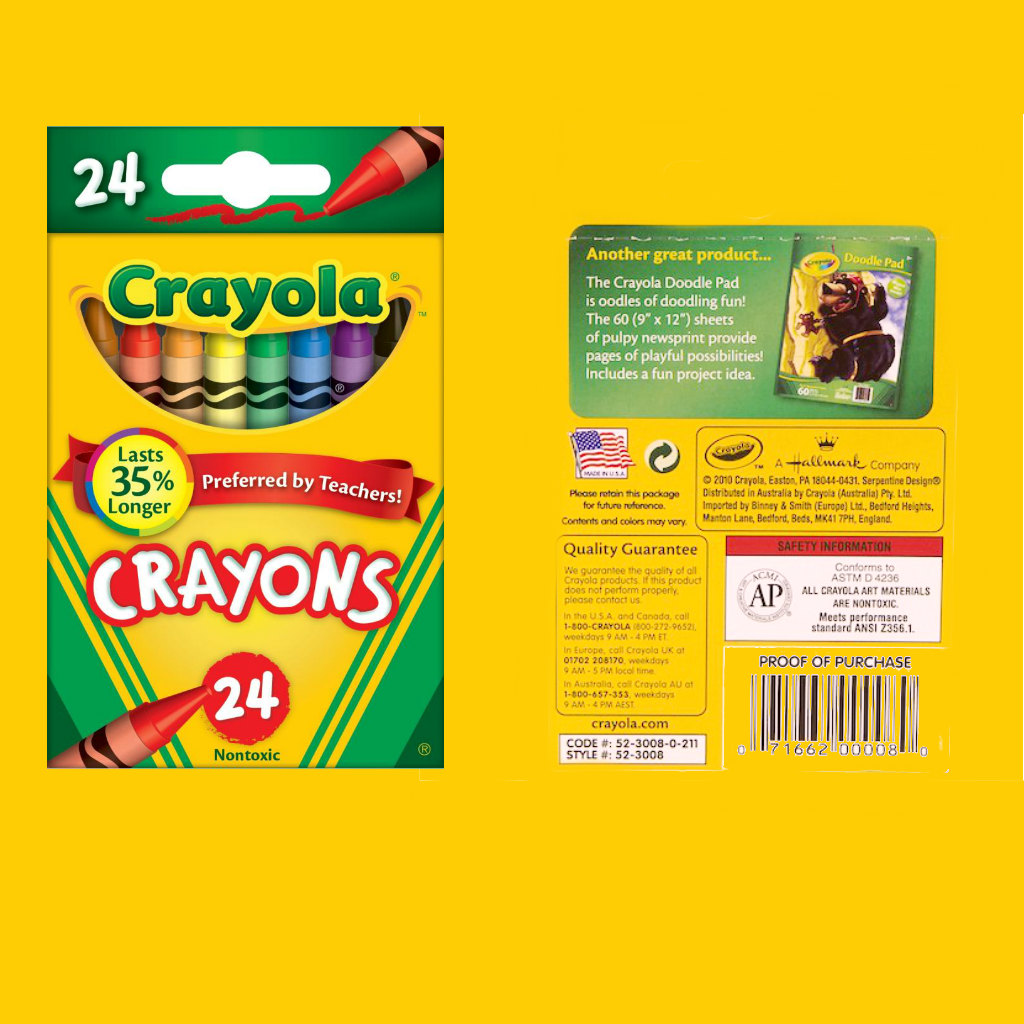 24
Crayola®
™
®
Lasts
35%
Longer
Preferred by Teachers!
CRAYONS
24
Nontoxic
®
Another great product...
The Crayola Doodle Pad
is oodles of doodling fun!
The 60 (9" x 12") sheets
of pulpy newsprint provide
pages of playful possibilities!
Includes a fun project idea.
Crayola
Doodle Pad
60
MADE IN U.S.A.
Please retain this package
for future reference.
Contents and colors may vary.
Crayola ™
A Hallmark Company
© 2010 Crayola, Easton, PA 18044-0431. Serpentine Design®
Distributed in Australia by Crayola (Australia) Pty. Ltd.
Imported by Binney & Smith (Europe) Ltd., Bedford Heights,
Manton Lane, Bedford, Beds, MK41 7PH, England.
Quality Guarantee
We guarantee the quality of all
Crayola products. If this product
does not perform properly,
please contact us.
In the U.S.A. and Canada, call
1-800-CRAYOLA (800-272-9652),
weekdays 9 AM - 4 PM ET.
In Europe, call Crayola UK at
01702 208170, weekdays
9 AM - 5 PM local time.
In Australia, call Crayola AU at
1-800-657-353, weekdays
9 AM - 4 PM AEST.
crayola.com
CODE #: 52-3008-0-211
STYLE #: 52-3008
SAFETY INFORMATION
ACMI
AP
Conforms to
ASTM D 4236
ALL CRAYOLA ART MATERIALS
ARE NONTOXIC.
Meets performance
standard ANSI Z356.1.
PROOF OF PURCHASE
0 71662 00008 0